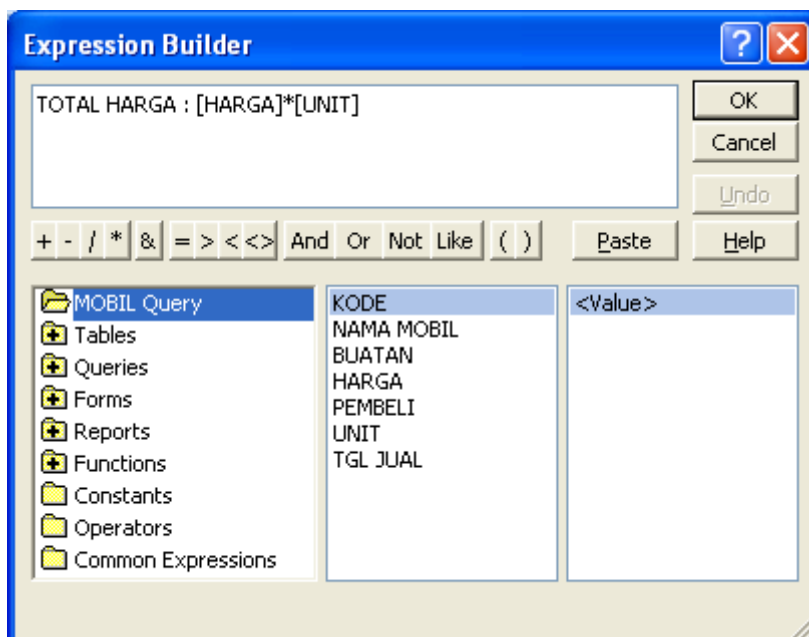 Expression Builder
?
TOTAL HARGA : [HARGA]*[UNIT]
OK
Cancel
Undo
+ - / * & = > < <> And Or Not Like ( ) Paste Help
MOBIL Query
Tables
Queries
Forms
Reports
Functions
Constants
Operators
Common Expressions
KODE
NAMA MOBIL
BUATAN
HARGA
PEMBELI
UNIT
TGL JUAL
<Value>